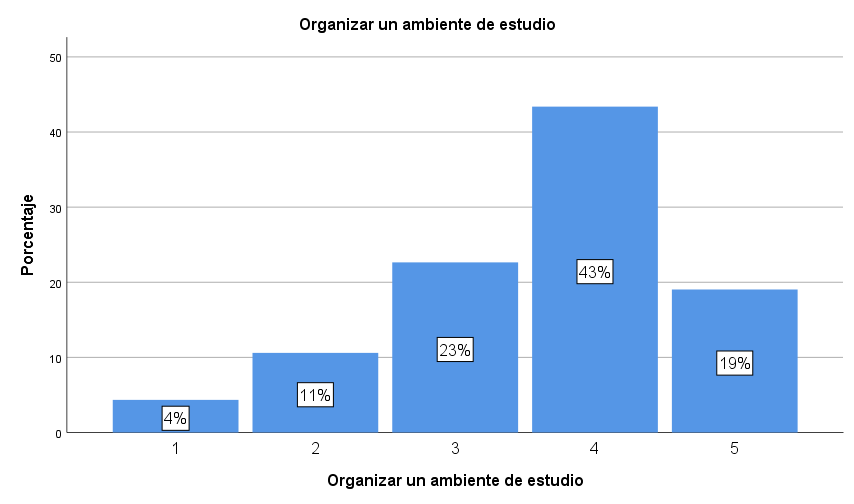 Organizar un ambiente de estudio
50
40
30
20
10
0
Porcentaje
4%
11%
23%
43%
19%
1 2 3 4 5
Organizar un ambiente de estudio